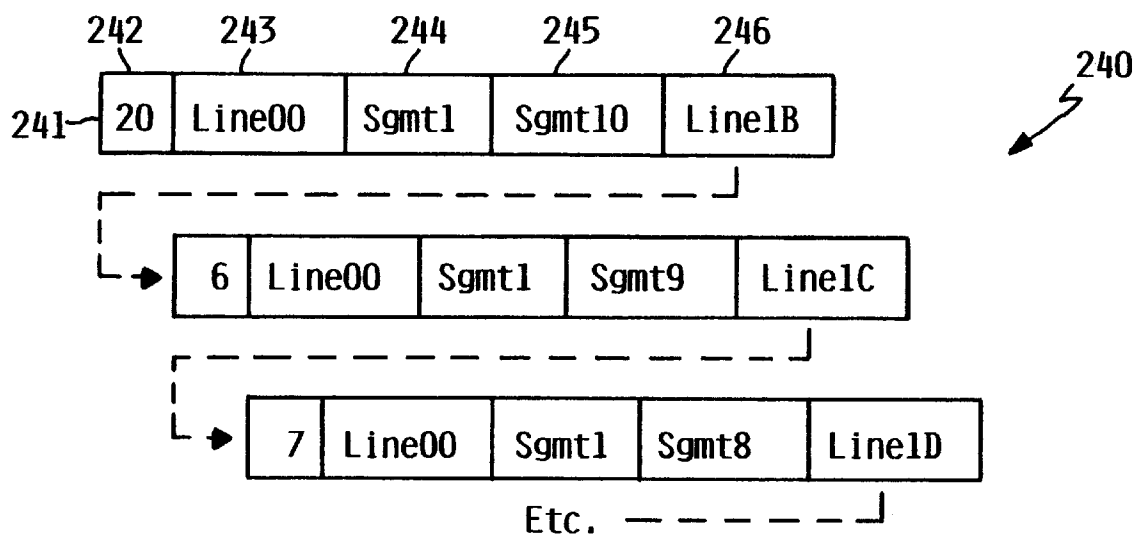 242 243 244 245 246
240
241 20 Line00 Sgmt1 Sgmt10 Line1B
6 Line00 Sgmt1 Sgmt9 Line1C
7 Line00 Sgmt1 Sgmt8 Line1D
Etc.